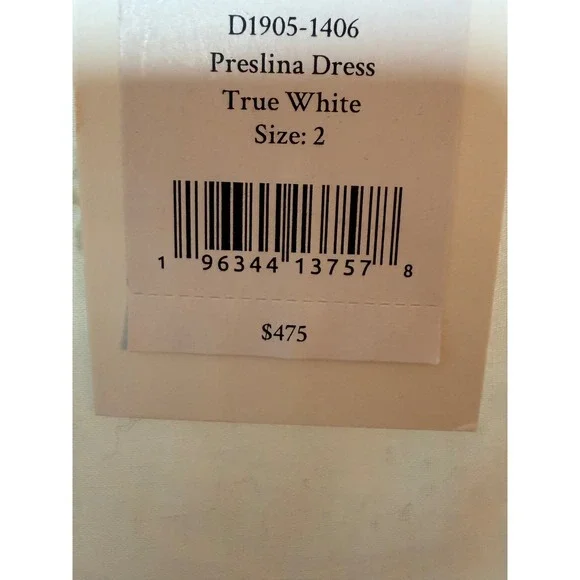 D1905-1406
Preslina Dress
True White
Size: 2
1 96344 13757 8
$475